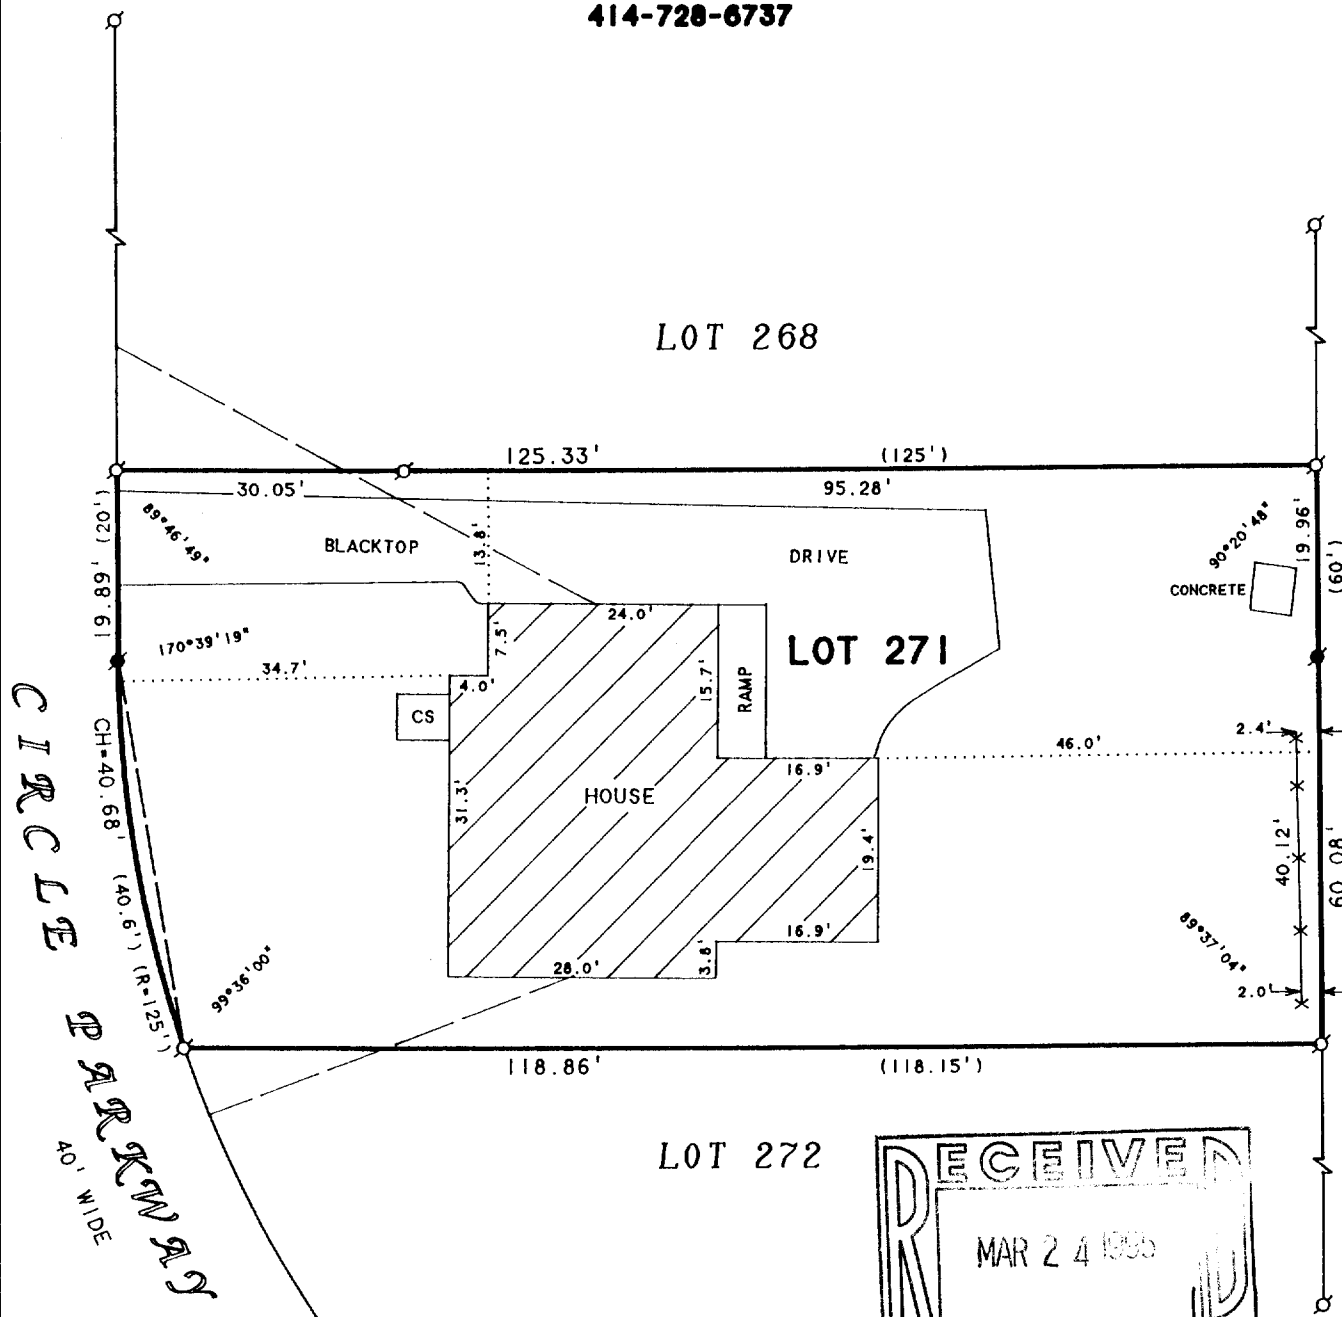 414-728-6737
LOT 268
125.33' (125')
30.05' 95.28'
19.89' (20')
89°46'49"
BLACKTOP
13.8'
DRIVE
90°20'48"
19.96'
(60')
CONCRETE
24.0'
7.5'
170°39'19"
34.7'
4.0'
CS
15.7'
RAMP
LOT 271
2.4'
46.0'
16.9'
HOUSE
31.3'
19.4'
40.12'
60.08'
CH=40.68' (40.6') (R=125')
16.9'
3.8'
28.0'
99°36'00"
89°37'04"
2.0'
118.86' (118.15')
CIRCLE PARKWAY
40' WIDE
LOT 272
RECEIVED
MAR 24 1995